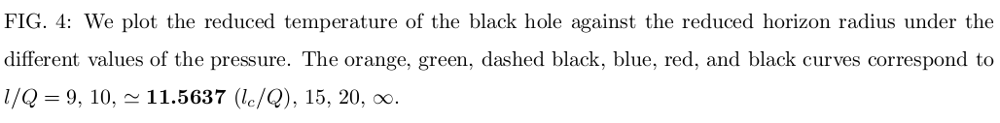 FIG. 4: We plot the reduced temperature of the black hole against the reduced horizon radius under the
different values of the pressure. The orange, green, dashed black, blue, red, and black curves correspond to
l/Q = 9, 10, ≃ 11.5637 (l_c/Q), 15, 20, ∞.